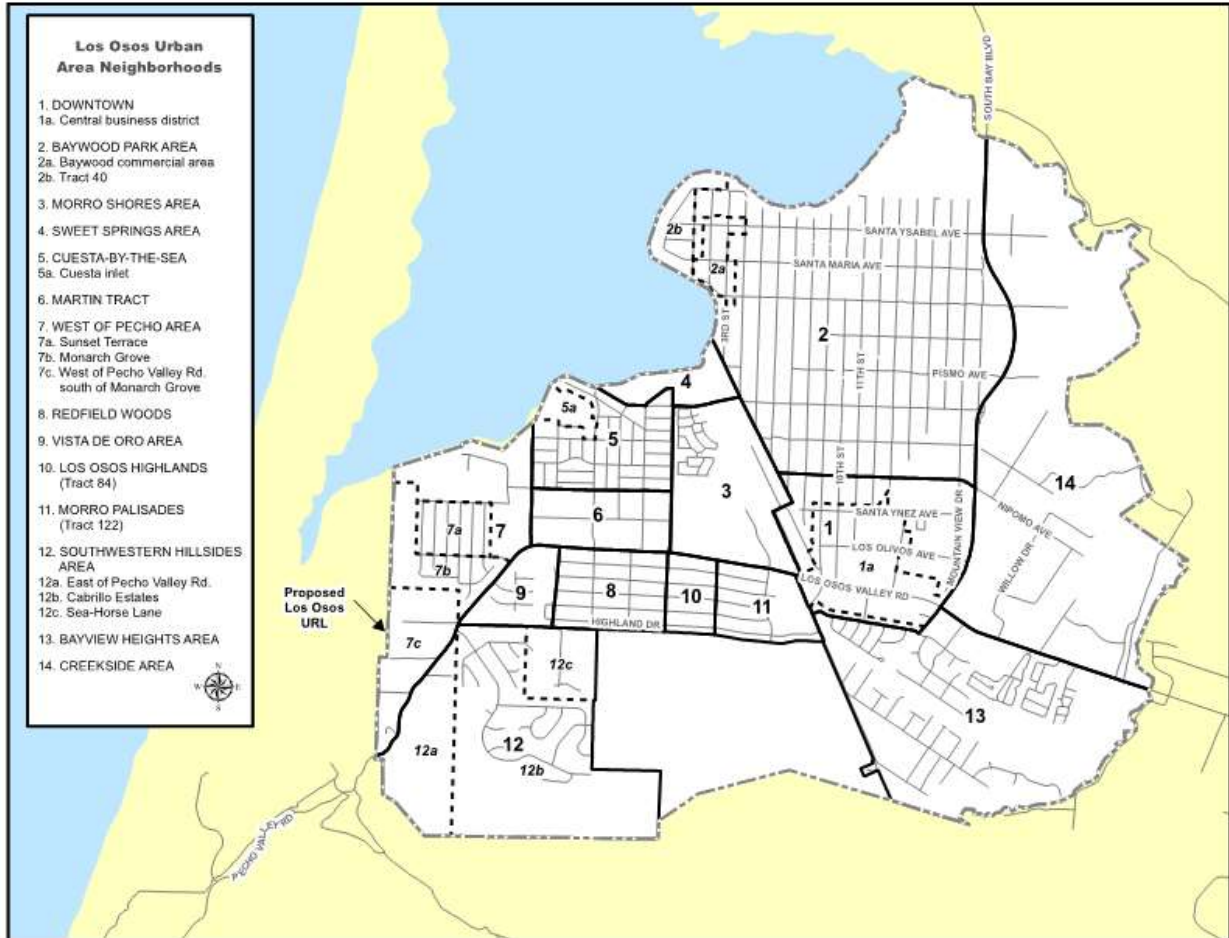 Los Osos Urban
Area Neighborhoods
1. DOWNTOWN
1a. Central business district
2. BAYWOOD PARK AREA
2a. Baywood commercial area
2b. Tract 40
3. MORRO SHORES AREA
4. SWEET SPRINGS AREA
5. CUESTA-BY-THE-SEA
5a. Cuesta inlet
6. MARTIN TRACT
7. WEST OF PECHO AREA
7a. Sunset Terrace
7b. Monarch Grove
7c. West of Pecho Valley Rd.
south of Monarch Grove
8. REDFIELD WOODS
9. VISTA DE ORO AREA
10. LOS OSOS HIGHLANDS
(Tract 84)
11. MORRO PALISADES
(Tract 122)
12. SOUTHWESTERN HILLSIDES
AREA
12a. East of Pecho Valley Rd.
12b. Cabrillo Estates
12c. Sea-Horse Lane
13. BAYVIEW HEIGHTS AREA
14. CREEKSIDE AREA
N
W E
S
SOUTH BAY BLVD
2b
SANTA YSABEL AVE
2a
SANTA MARIA AVE
3RD ST
2
11TH ST
PISMO AVE
4
5a
5
10TH ST
3
14
7a
7
6
1
SANTA YNEZ AVE
NIPOMO AVE
MOUNTAIN VIEW DR
LOS OLIVOS AVE
1a
WILLOW DR
7b
LOS OSOS VALLEY RD
9
8
10
11
Proposed
Los Osos
URL
HIGHLAND DR
7c
12c
13
12a
12
12b
PECHO VALLEY RD